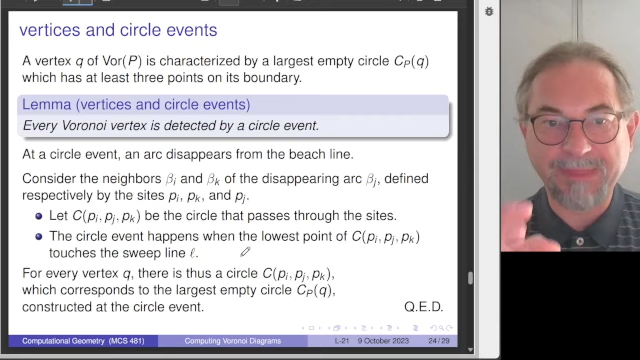 vertices and circle events
A vertex q of Vor(P) is characterized by a largest empty circle C_P(q)
which has at least three points on its boundary.
Lemma (vertices and circle events)
Every Voronoi vertex is detected by a circle event.
At a circle event, an arc disappears from the beach line.
Consider the neighbors β_i and β_k of the disappearing arc β_j, defined
respectively by the sites p_i, p_k, and p_j.
Let C(p_i, p_j, p_k) be the circle that passes through the sites.
The circle event happens when the lowest point of C(p_i, p_j, p_k)
touches the sweep line ℓ.
For every vertex q, there is thus a circle C(p_i, p_j, p_k),
which corresponds to the largest empty circle C_P(q),
constructed at the circle event. Q.E.D.
Computational Geometry (MCS 481) Computing Voronoi Diagrams L-21 9 October 2023 24 / 29